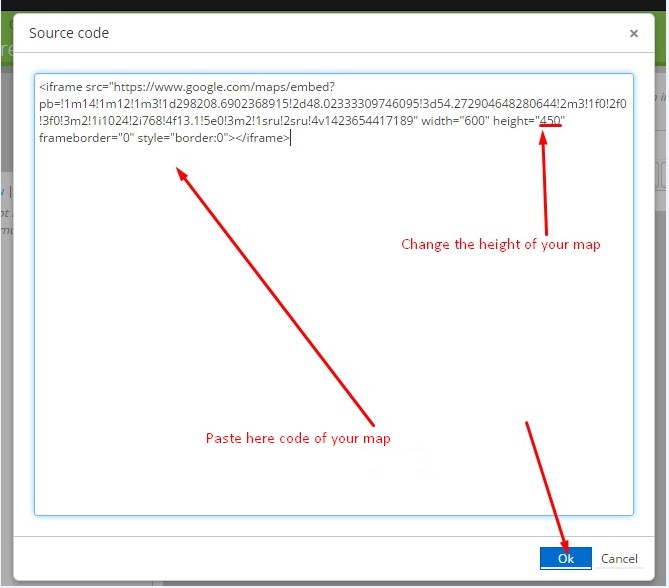 Source code
×
<iframe src="https://www.google.com/maps/embed?
pb=!1m14!1m12!1m3!1d298208.6902368915!2d48.02333309746095!3d54.272904648280644!2m3!1f0!2f0
!3f0!3m2!1i1024!2i768!4f13.1!5e0!3m2!1sru!2sru!4v1423654417189" width="600" height="450"
frameborder="0" style="border:0"></iframe>
Change the height of your map
Paste here code of your map
Ok Cancel